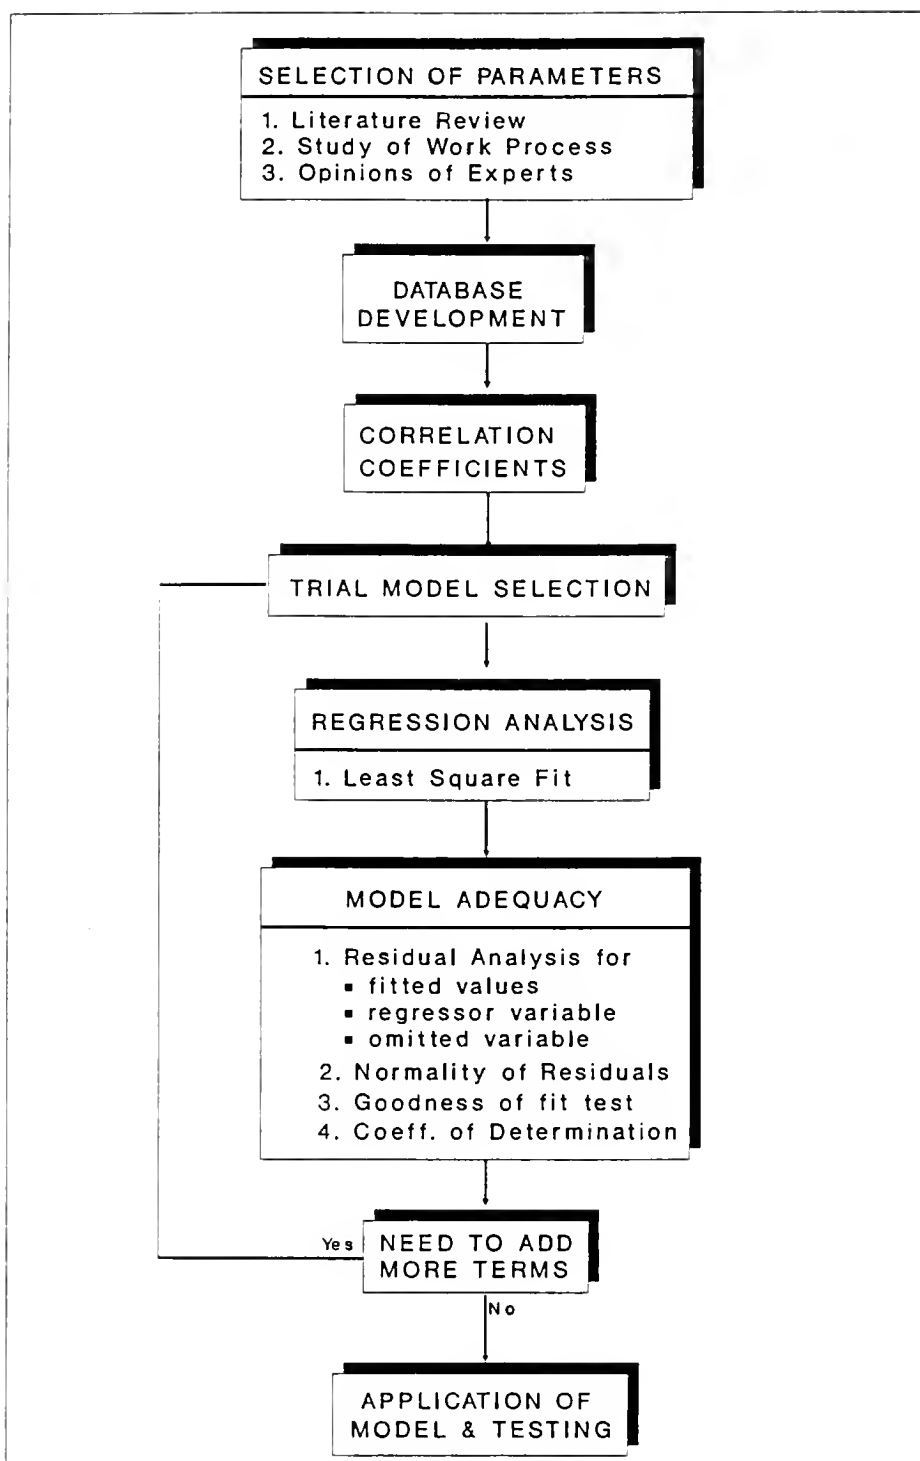 SELECTION OF PARAMETERS
1. Literature Review
2. Study of Work Process
3. Opinions of Experts
DATABASE
DEVELOPMENT
CORRELATION
COEFFICIENTS
TRIAL MODEL SELECTION
REGRESSION ANALYSIS
1. Least Square Fit
MODEL ADEQUACY
1. Residual Analysis for
▪ fitted values
▪ regressor variable
▪ omitted variable
2. Normality of Residuals
3. Goodness of fit test
4. Coeff. of Determination
Yes
NEED TO ADD
MORE TERMS
No
APPLICATION OF
MODEL & TESTING